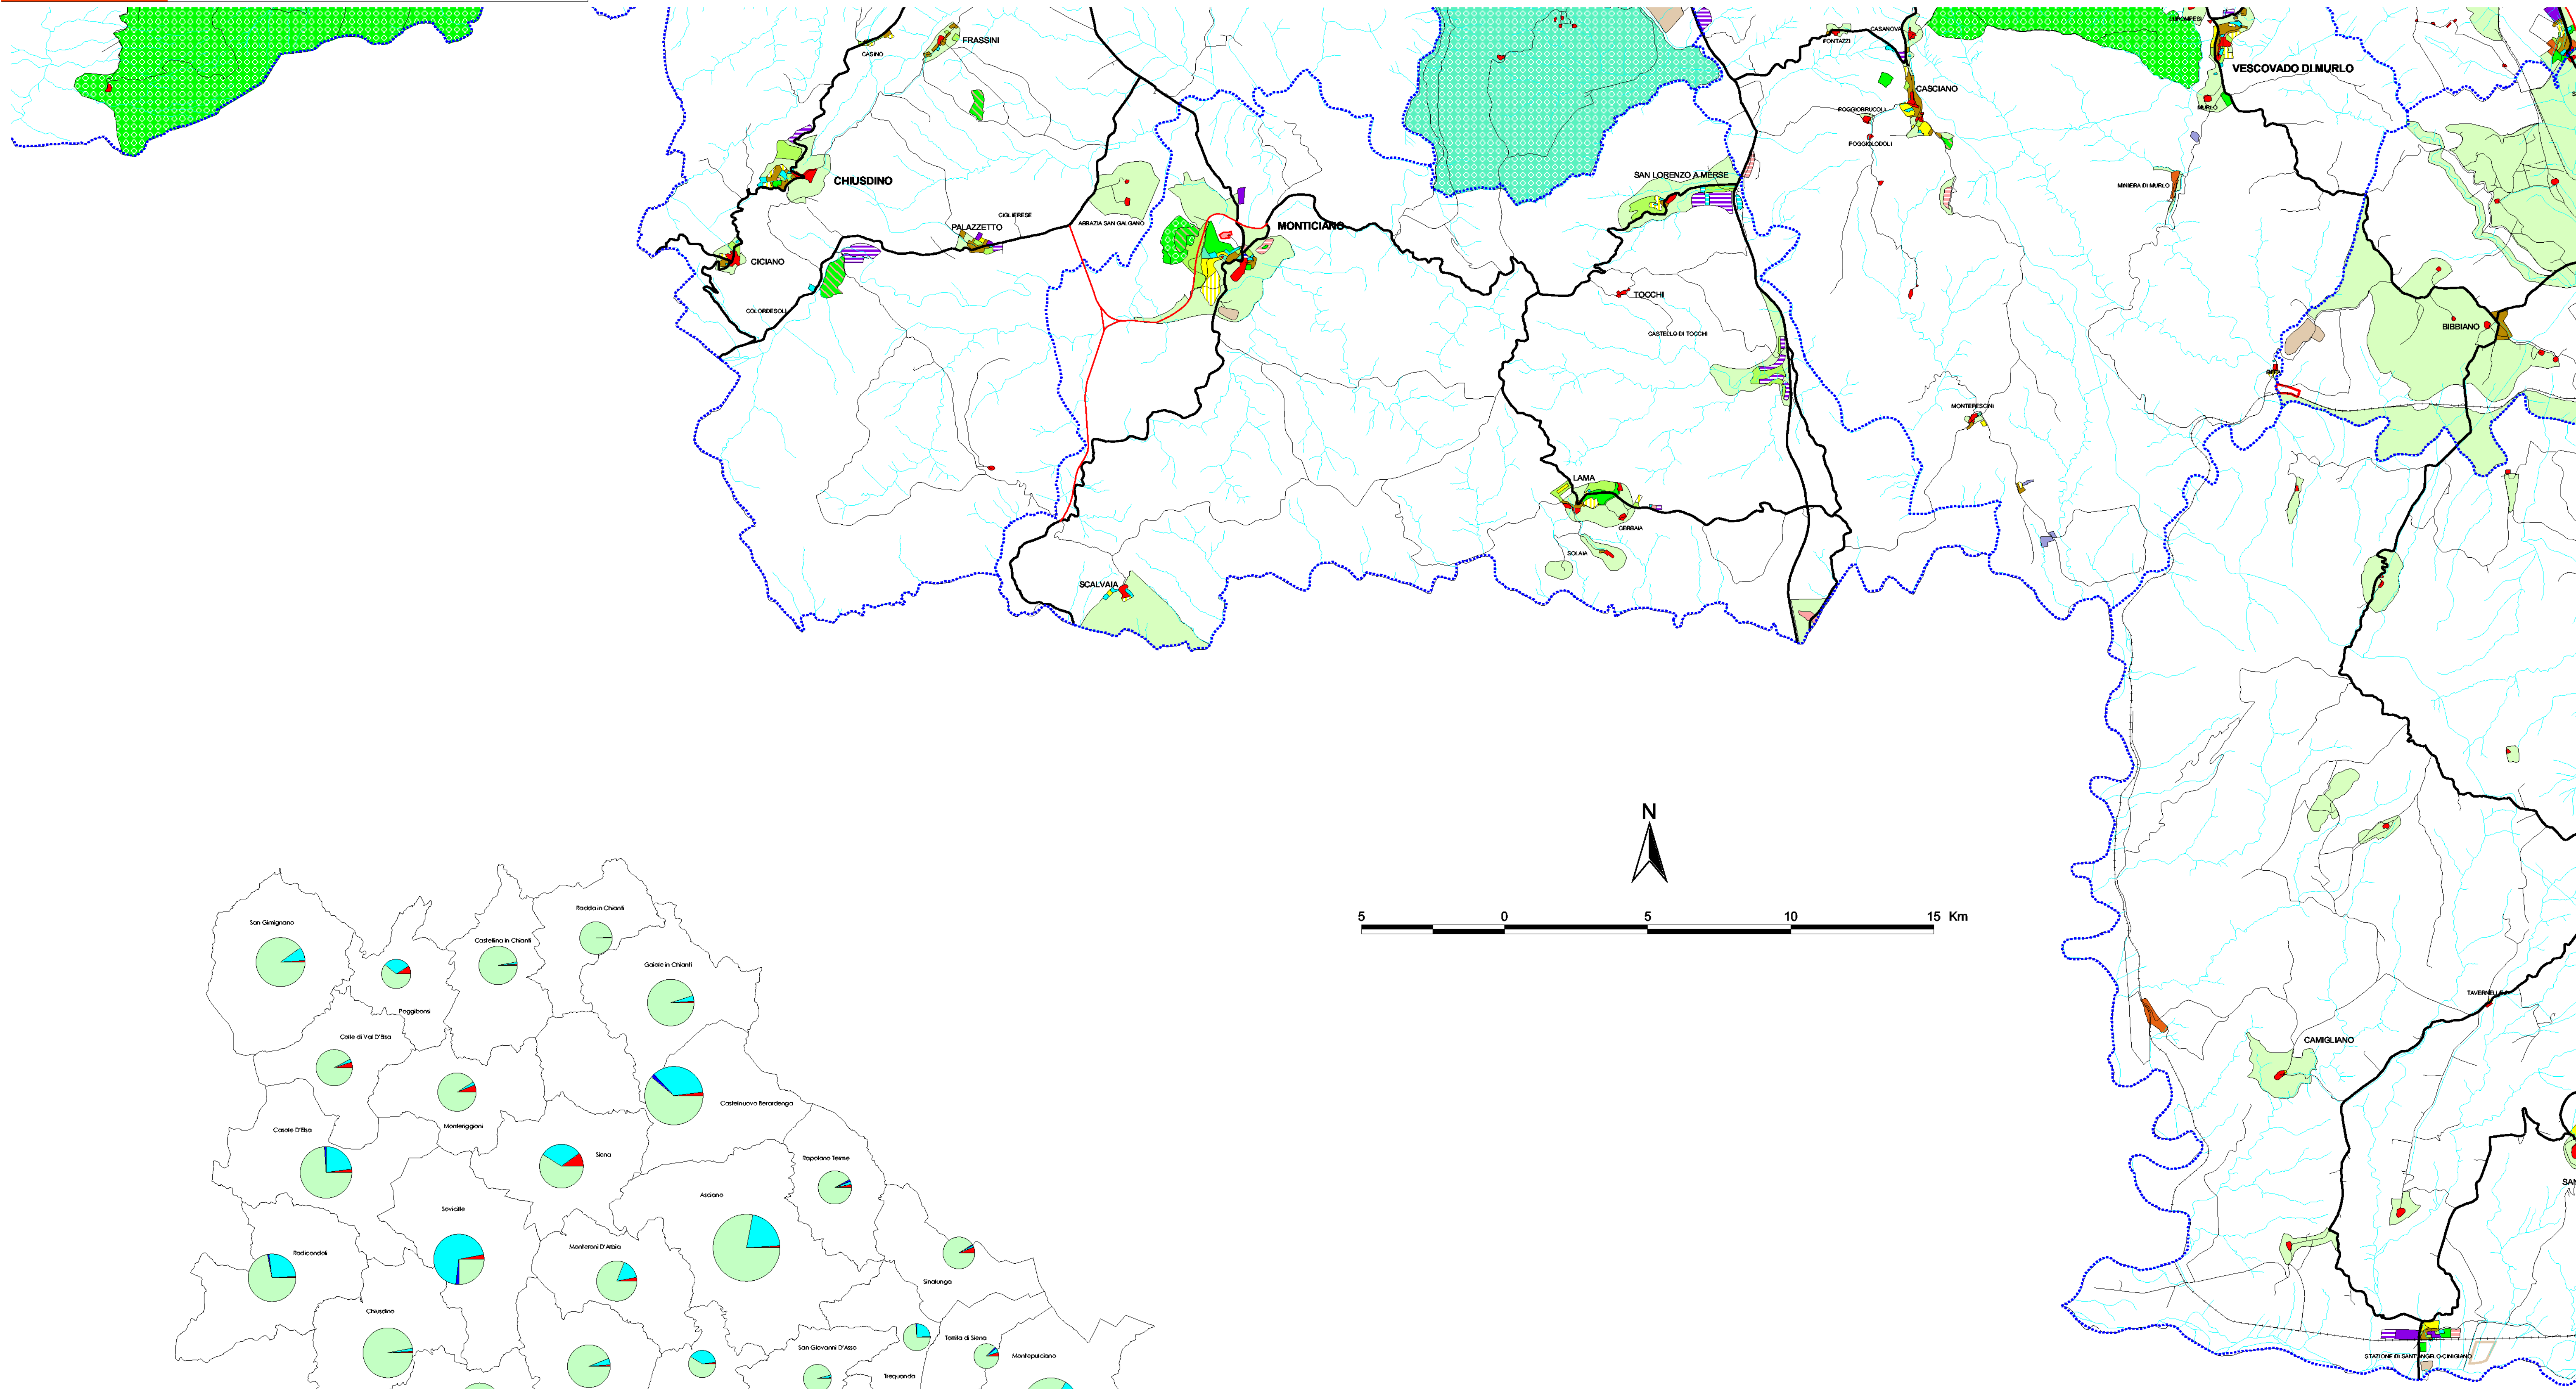 FRASSINI
CASINO
FONTAZZI
CASANOVA
LUPOMPESI
VESCOVADO DI MURLO
MURLO
CASCIANO
POGGIOBRUCOLI
POGGIOLODOLI
MINIERA DI MURLO
CHIUSDINO
SAN LORENZO A MERSE
CIGLIERESE
PALAZZETTO
ABBAZIA SAN GALGANO
MONTICIANO
CICIANO
COLORDESOLI
TOCCHI
CASTELLO DI TOCCHI
BIBBIANO
MONTEPESCINI
LAMA
GERBAIA
SOLAIA
SCALVAIA
N
5 0 5 10 15 Km
TAVERNELLE
CAMIGLIANO
SAN
STAZIONE DI SANT'ANGELO-CINIGIANO
San Gimignano
Radda in Chianti
Castellina in Chianti
Gaiole in Chianti
Poggibonsi
Colle di Val D'Elsa
Castelnuovo Berardenga
Monteriggioni
Casole D'Elsa
Siena
Rapolano Terme
Asciano
Sovicille
Monteroni D'Arbia
Radicondoli
Sinalunga
Chiusdino
Torrita di Siena
San Giovanni D'Asso
Montepulciano
Trequanda